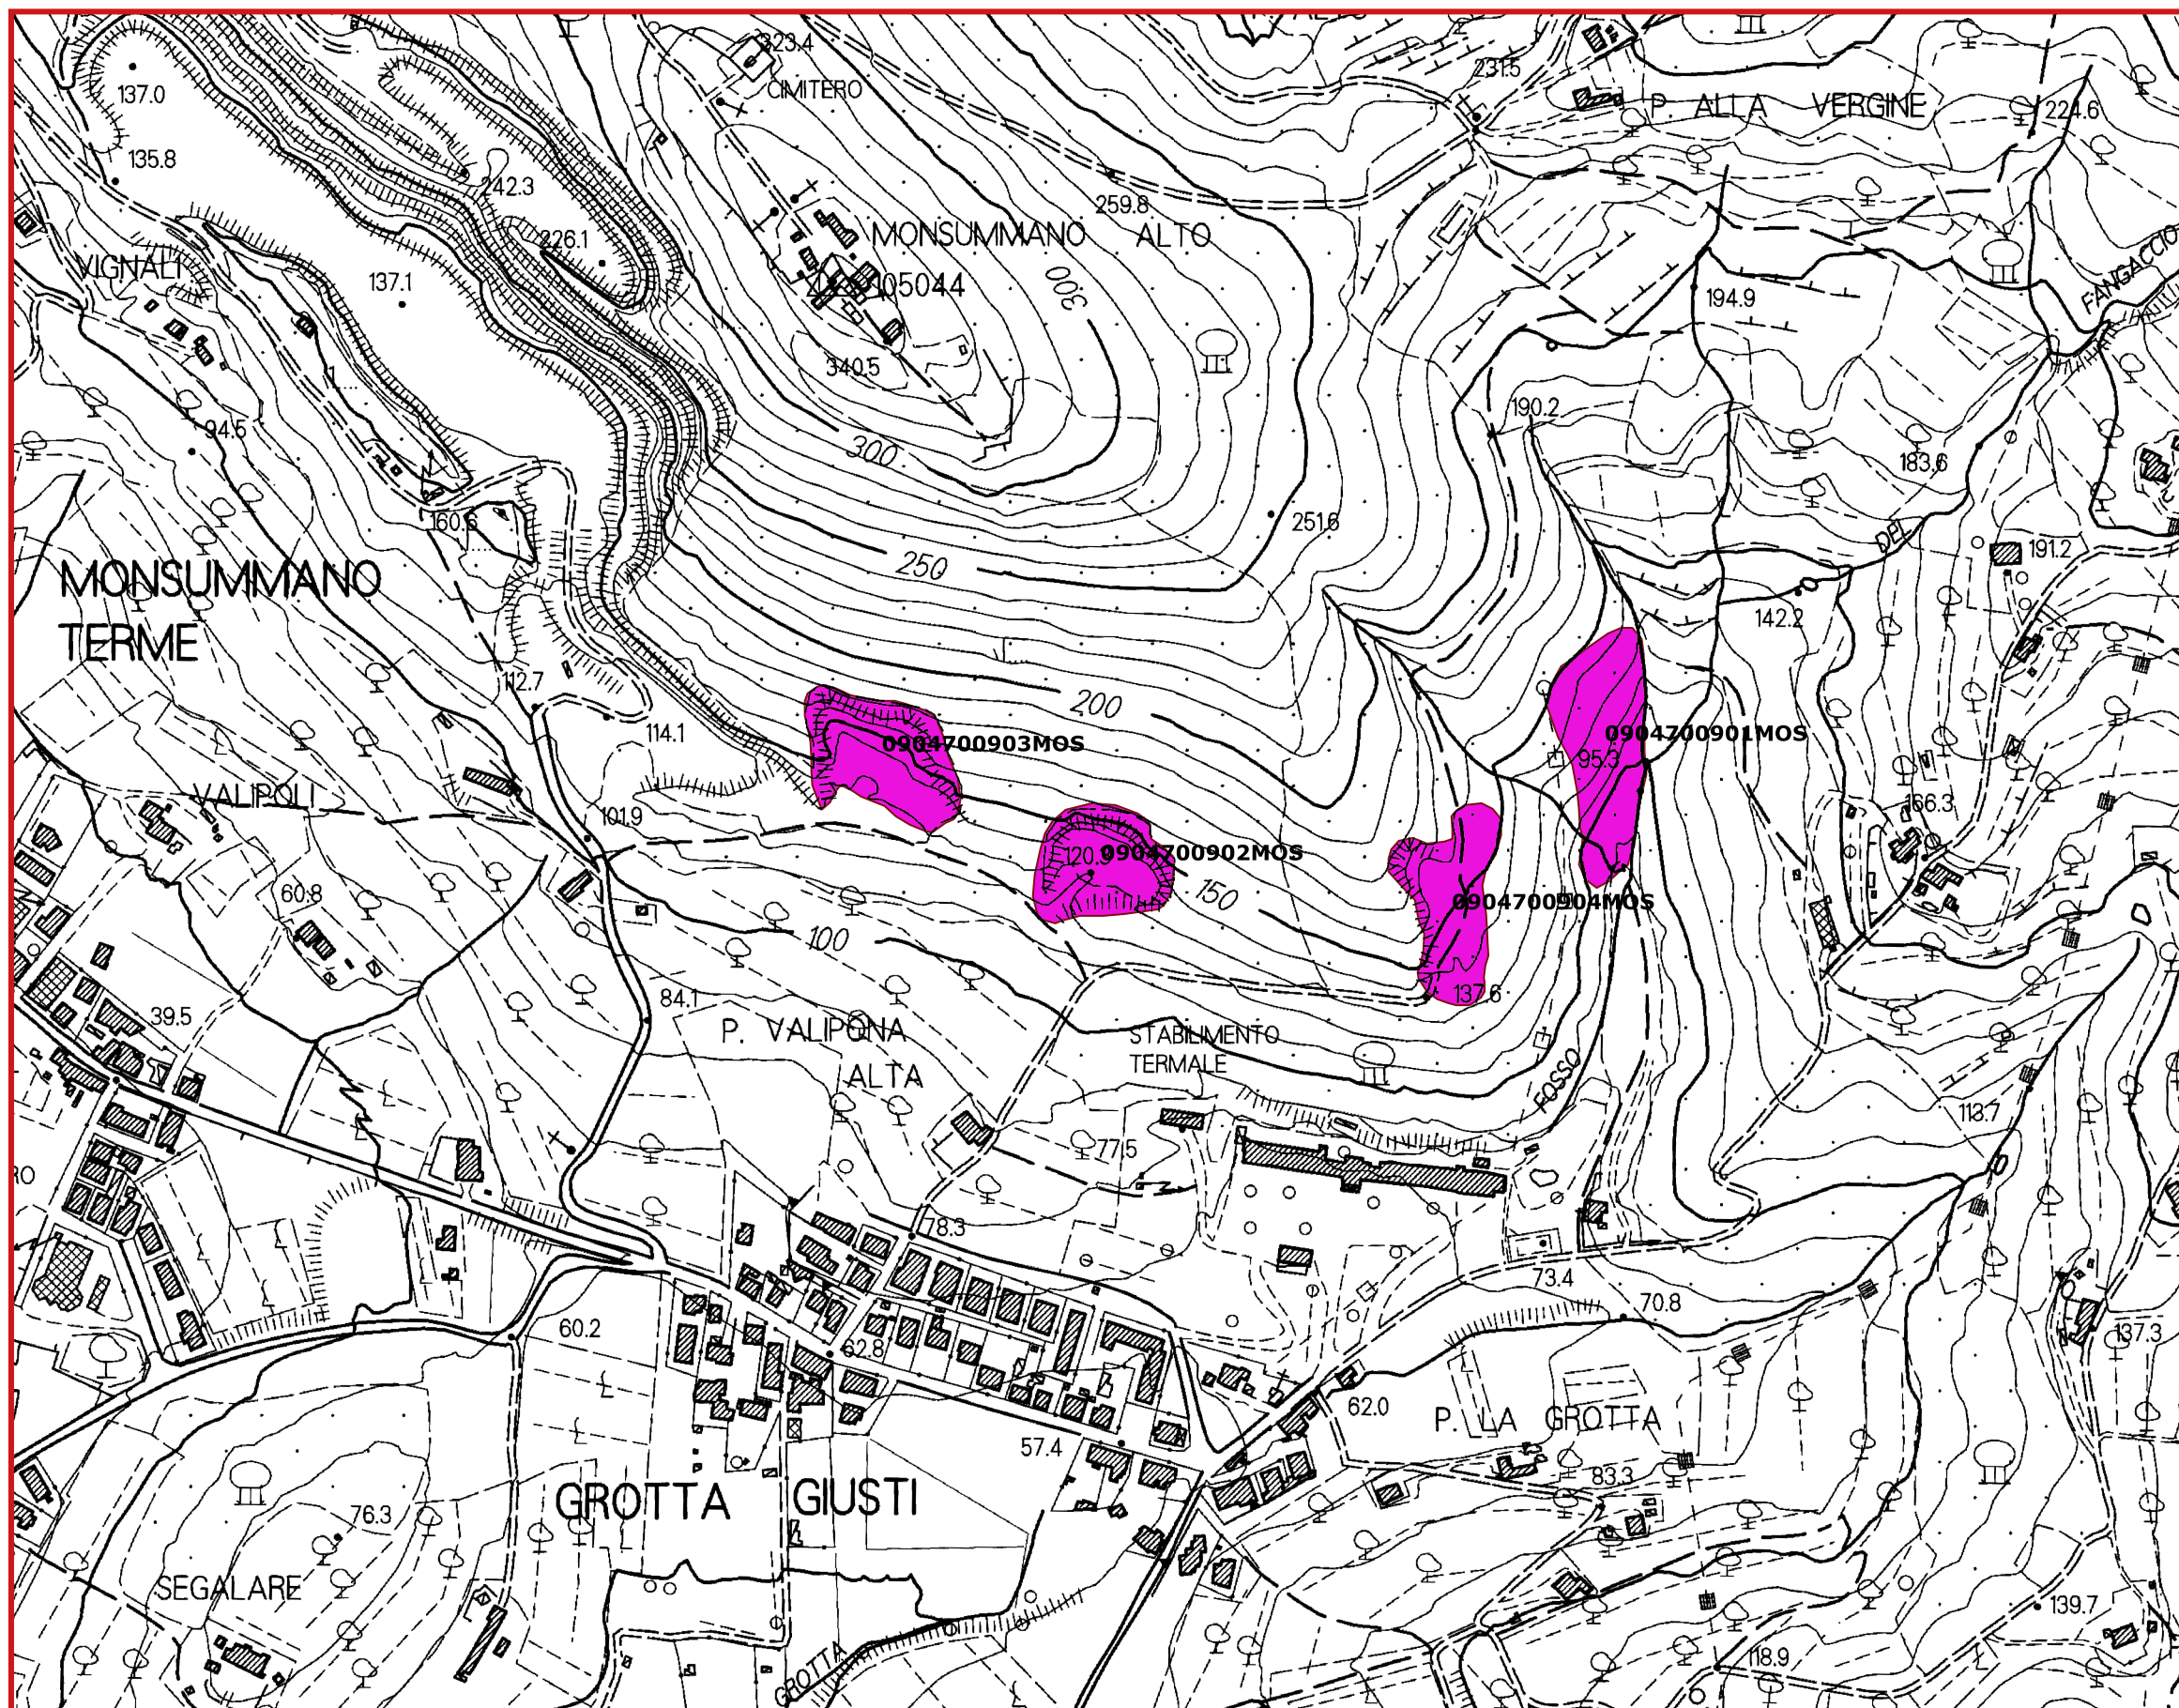 323.4
CIMITERO
231.5
137.0
P. ALLA VERGINE
224.6
135.8
242.3
259.8
226.1
MONSUMMANO ALTO
VIGNALI
137.1
300
194.9
FANGACCIO
340.5
190.2
94.5
300
183.6
160.6
251.6
DEL
191.2
250
MONSUMMANO
TERME
142.2
112.7
200
114.1
0904700903MOS
0904700901MOS
95.3
VALIPOLI
166.3
101.9
0904700902MOS
150
60.8
0904700904MOS
100
137.6
84.1
39.5
P. VALIPONA
ALTA
STABILIMENTO
TERMALE
FOSSO
113.7
77.5
78.3
73.4
70.8
60.2
62.8
137.3
62.0
P. LA GROTTA
57.4
83.3
GROTTA GIUSTI
76.3
SEGALARE
139.7
118.9
GROTTA